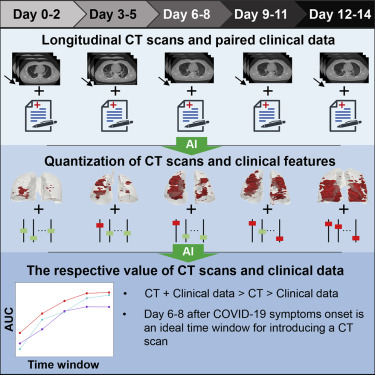 Day 0-2 Day 3-5 Day 6-8 Day 9-11 Day 12-14
Longitudinal CT scans and paired clinical data
+ + + + +
AI
Quantization of CT scans and clinical features
+ + + + +
AI
The respective value of CT scans and clinical data
AUC
Time window
• CT + Clinical data > CT > Clinical data
• Day 6-8 after COVID-19 symptoms onset is
an ideal time window for introducing a CT
scan